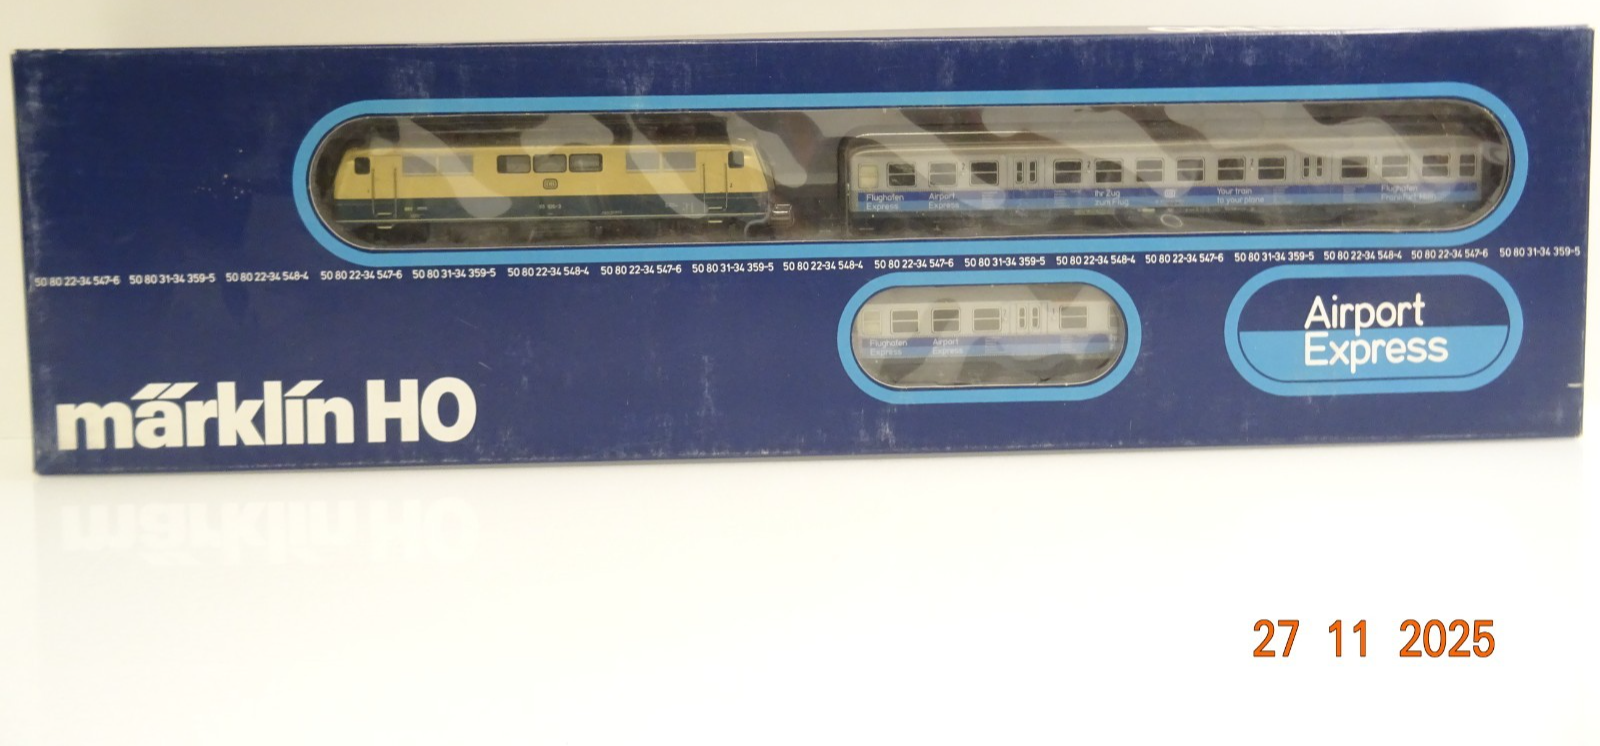 Flughafen Express
Airport Express
Ihr Zug zum Flug
Your train to your plane
Flughafen
50 80 22-34 547-6 50 80 31-34 359-5 50 80 22-34 548-4 50 80 22-34 547-6 50 80 31-34 359-5 50 80 22-34 548-4 50 80 22-34 547-6 50 80 31-34 359-5 50 80 22-34 548-4 50 80 22-34 547-6 50 80 31-34 359-5 50 80 22-34 548-4 50 80 22-34 547-6 50 80 31-34 359-5 50 80 22-34 548-4 50 80 22-34 547-6 50 80 31-34 359-5
Flughafen Express
Airport Express
Airport
Express
märklín HO
27 11 2025